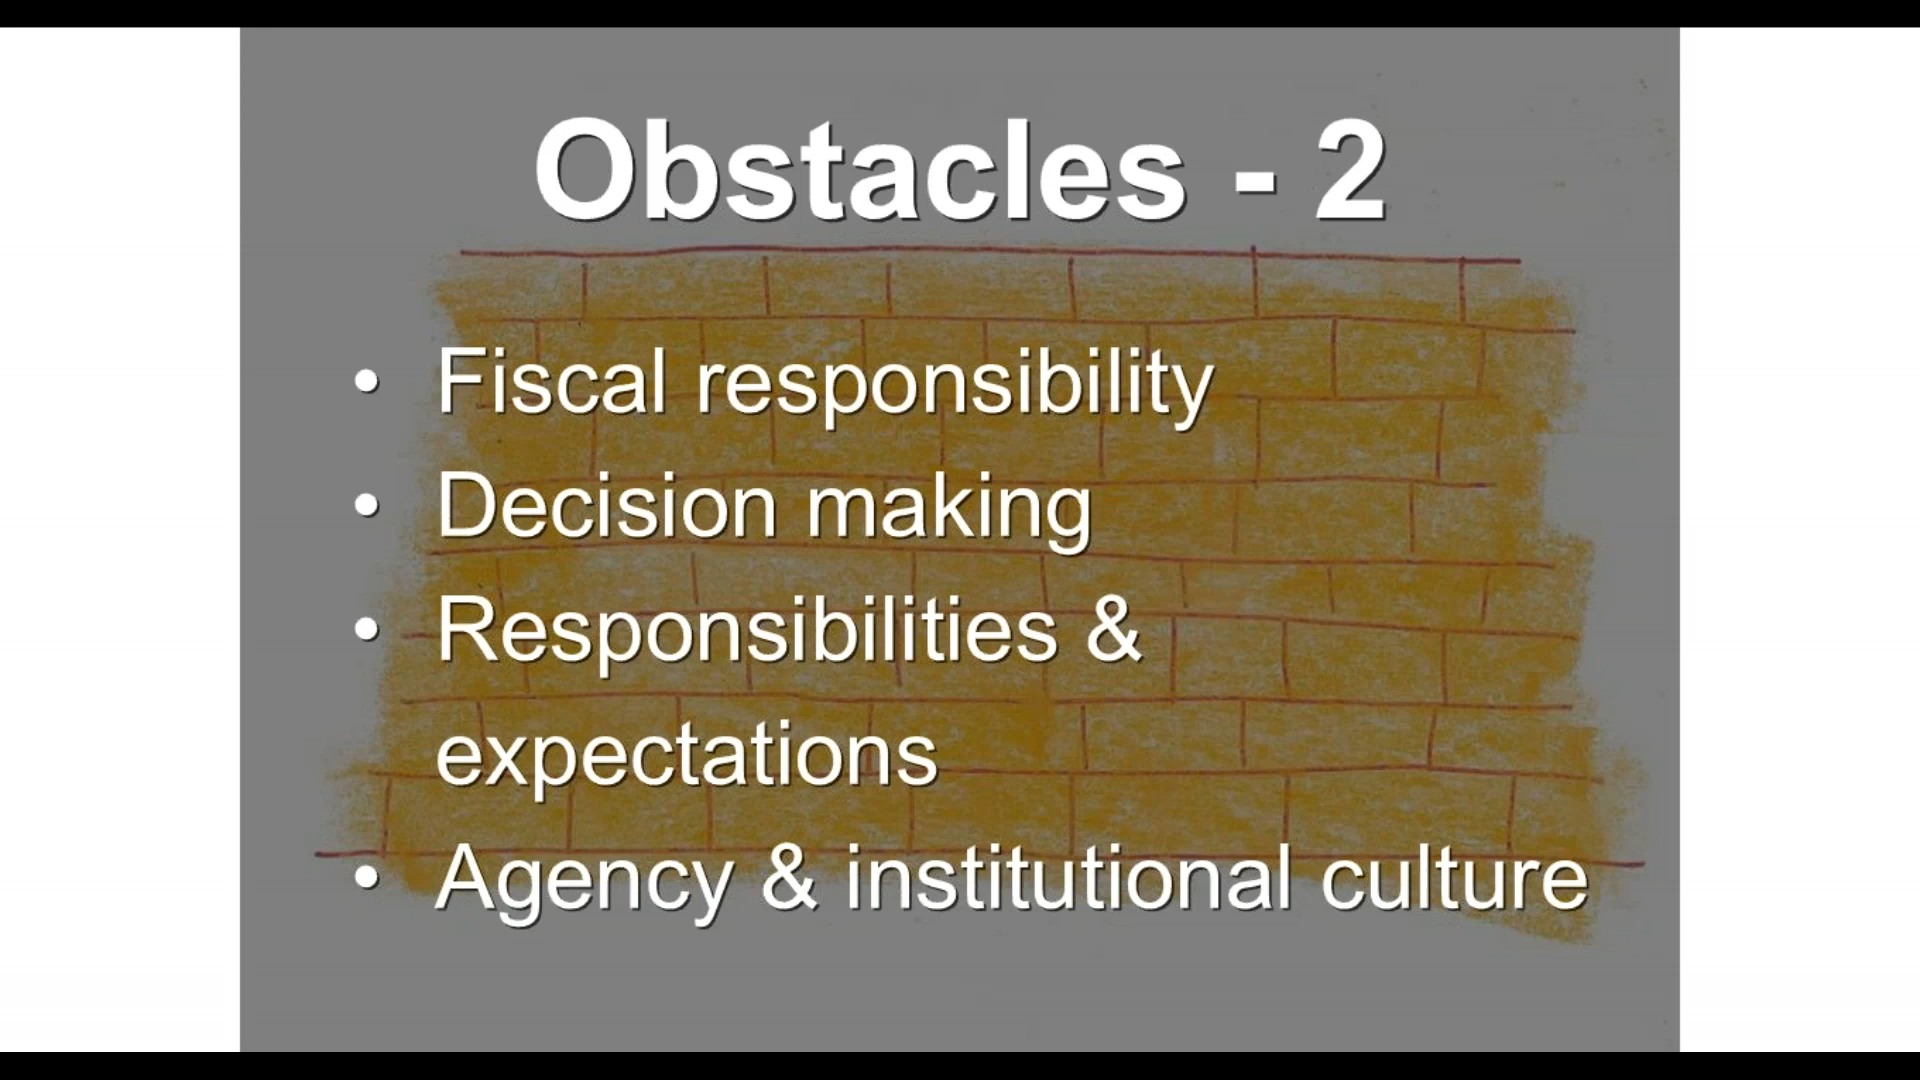 Obstacles - 2
• Fiscal responsibility
• Decision making
• Responsibilities &
expectations
• Agency & institutional culture